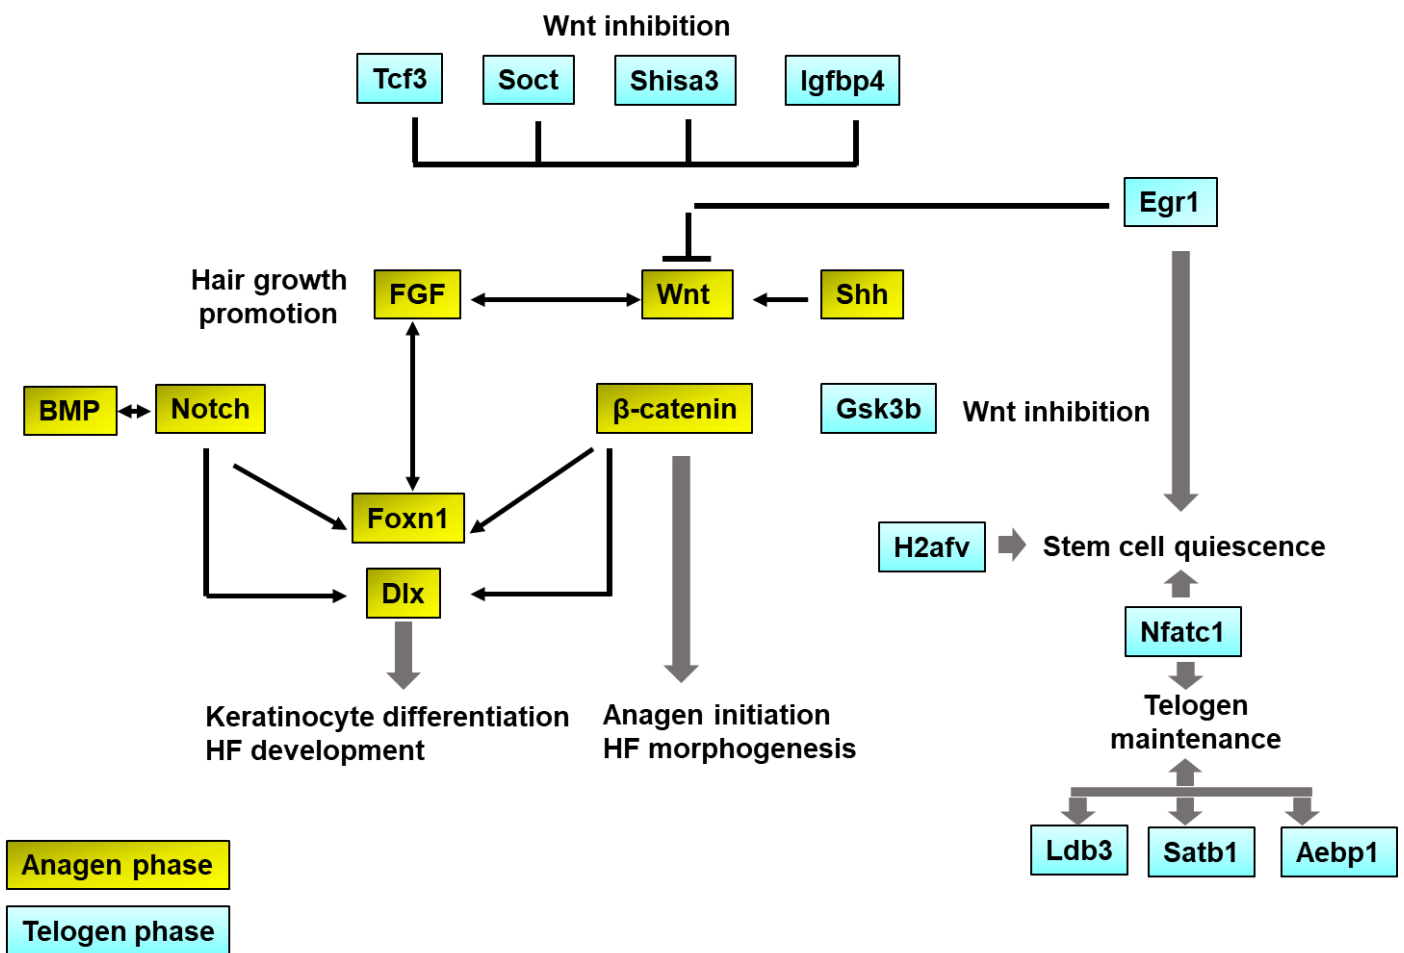 Wnt inhibition
Tcf3
Soct
Shisa3
Igfbp4
Egr1
Hair growth
promotion
FGF
Wnt
Shh
BMP
Notch
β-catenin
Gsk3b
Wnt inhibition
Foxn1
H2afv
Stem cell quiescence
Dlx
Nfatc1
Keratinocyte differentiation
HF development
Anagen initiation
HF morphogenesis
Telogen
maintenance
Ldb3
Satb1
Aebp1
Anagen phase
Telogen phase